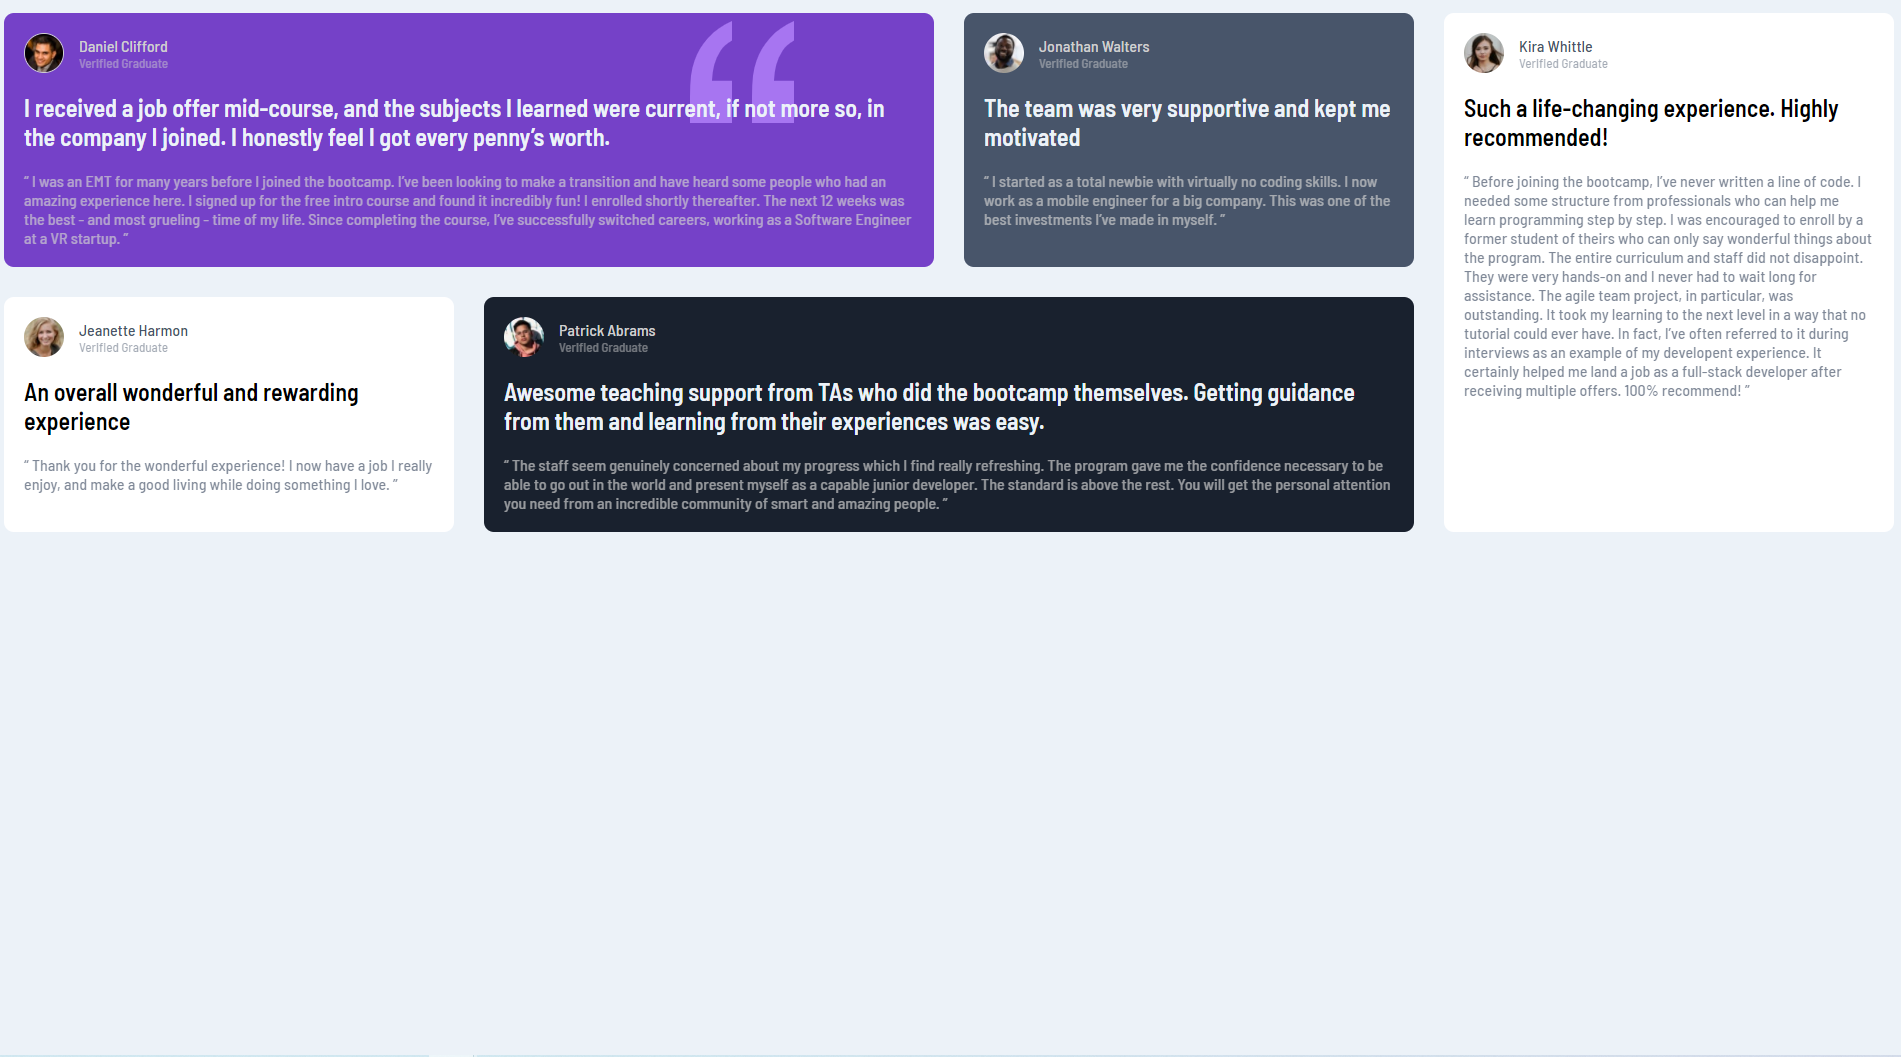 Daniel Clifford
Verified Graduate
I received a job offer mid-course, and the subjects I learned were current, if not more so, in
the company I joined. I honestly feel I got every penny’s worth.
“ I was an EMT for many years before I joined the bootcamp. I’ve been looking to make a transition and have heard some people who had an
amazing experience here. I signed up for the free intro course and found it incredibly fun! I enrolled shortly thereafter. The next 12 weeks was
the best - and most grueling - time of my life. Since completing the course, I’ve successfully switched careers, working as a Software Engineer
at a VR startup. ”
Jonathan Walters
Verified Graduate
The team was very supportive and kept me
motivated
“ I started as a total newbie with virtually no coding skills. I now
work as a mobile engineer for a big company. This was one of the
best investments I’ve made in myself. ”
Kira Whittle
Verified Graduate
Such a life-changing experience. Highly
recommended!
“ Before joining the bootcamp, I’ve never written a line of code. I
needed some structure from professionals who can help me
learn programming step by step. I was encouraged to enroll by a
former student of theirs who can only say wonderful things about
the program. The entire curriculum and staff did not disappoint.
They were very hands-on and I never had to wait long for
assistance. The agile team project, in particular, was
outstanding. It took my learning to the next level in a way that no
tutorial could ever have. In fact, I’ve often referred to it during
interviews as an example of my developent experience. It
certainly helped me land a job as a full-stack developer after
receiving multiple offers. 100% recommend! ”
Jeanette Harmon
Verified Graduate
An overall wonderful and rewarding
experience
“ Thank you for the wonderful experience! I now have a job I really
enjoy, and make a good living while doing something I love. ”
Patrick Abrams
Verified Graduate
Awesome teaching support from TAs who did the bootcamp themselves. Getting guidance
from them and learning from their experiences was easy.
“ The staff seem genuinely concerned about my progress which I find really refreshing. The program gave me the confidence necessary to be
able to go out in the world and present myself as a capable junior developer. The standard is above the rest. You will get the personal attention
you need from an incredible community of smart and amazing people. ”